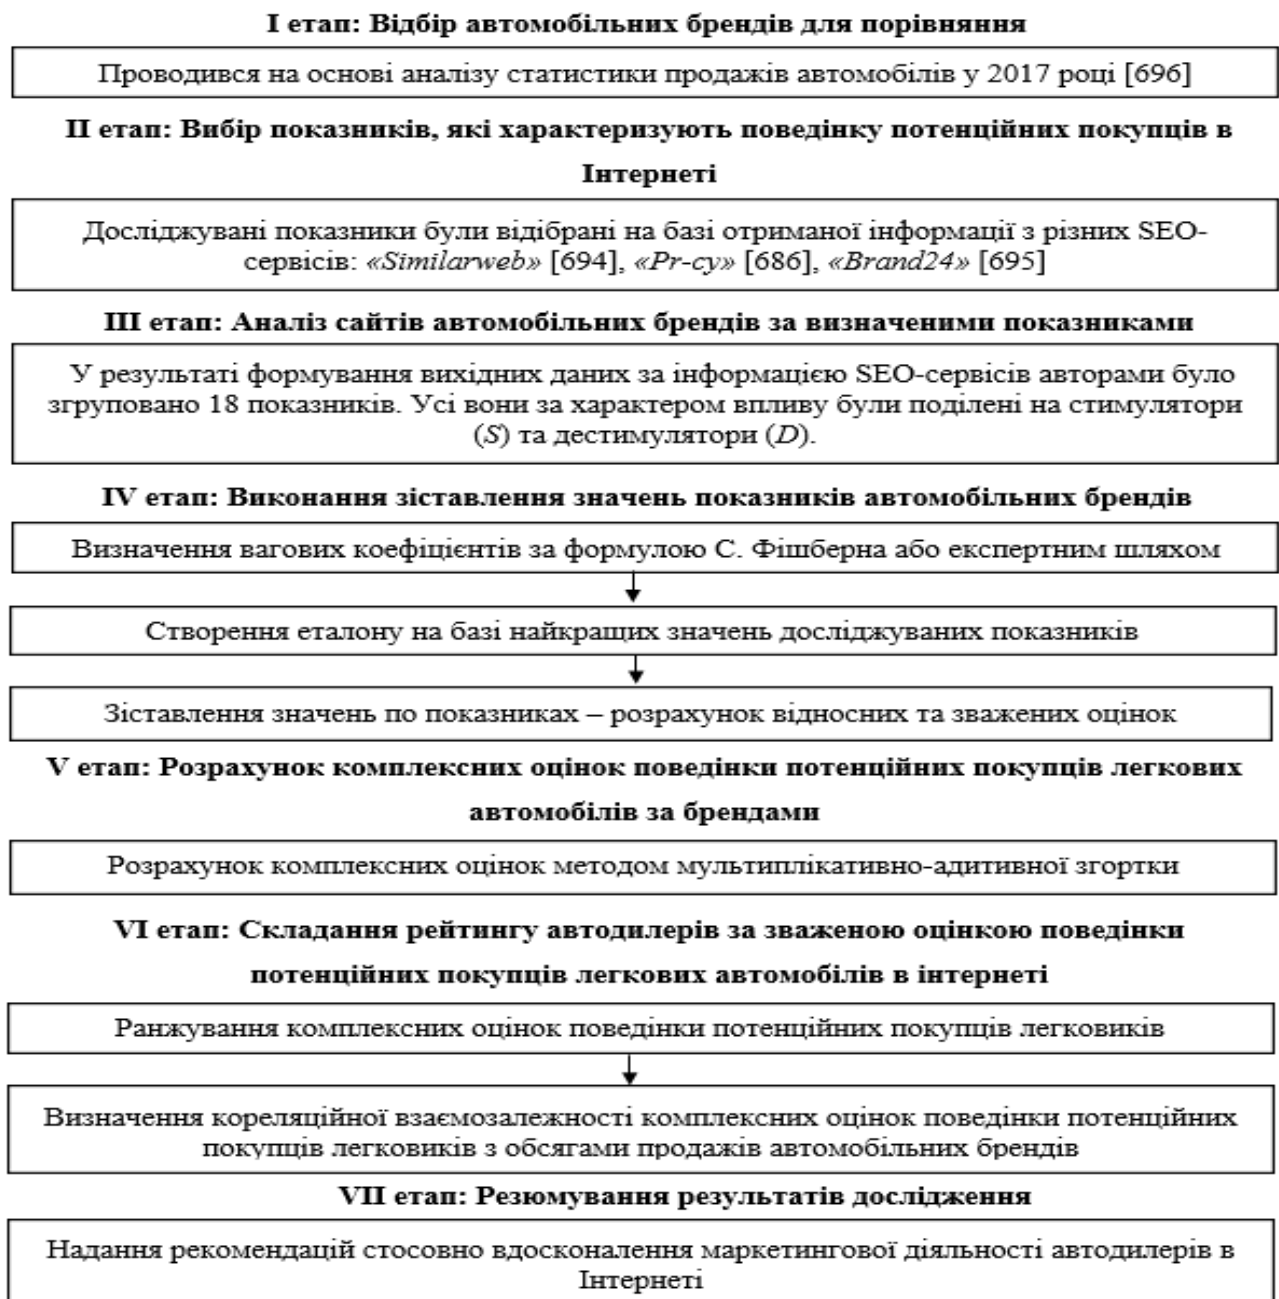 I етап: Відбір автомобільних брендів для порівняння
Проводився на основі аналізу статистики продажів автомобілів у 2017 році [696]
II етап: Вибір показників, які характеризують поведінку потенційних покупців в
Інтернеті
Досліджувані показники були відібрані на базі отриманої інформації з різних SEO-
сервісів: «Similarweb» [694], «Pr-cy» [686], «Brand24» [695]
III етап: Аналіз сайтів автомобільних брендів за визначеними показниками
У результаті формування вихідних даних за інформацією SEO-сервісів авторами було
згруповано 18 показників. Усі вони за характером впливу були поділені на стимулятори
(S) та дестимулятори (D).
IV етап: Виконання зіставлення значень показників автомобільних брендів
Визначення вагових коефіцієнтів за формулою С. Фішберна або експертним шляхом
Створення еталону на базі найкращих значень досліджуваних показників
Зіставлення значень по показниках – розрахунок відносних та зважених оцінок
V етап: Розрахунок комплексних оцінок поведінки потенційних покупців легкових
автомобілів за брендами
Розрахунок комплексних оцінок методом мультиплікативно-адитивної згортки
VI етап: Складання рейтингу автодилерів за зваженою оцінкою поведінки
потенційних покупців легкових автомобілів в інтернеті
Ранжування комплексних оцінок поведінки потенційних покупців легковиків
Визначення кореляційної взаємозалежності комплексних оцінок поведінки потенційних
покупців легковиків з обсягами продажів автомобільних брендів
VII етап: Резюмування результатів дослідження
Надання рекомендацій стосовно вдосконалення маркетингової діяльності автодилерів в
Інтернеті